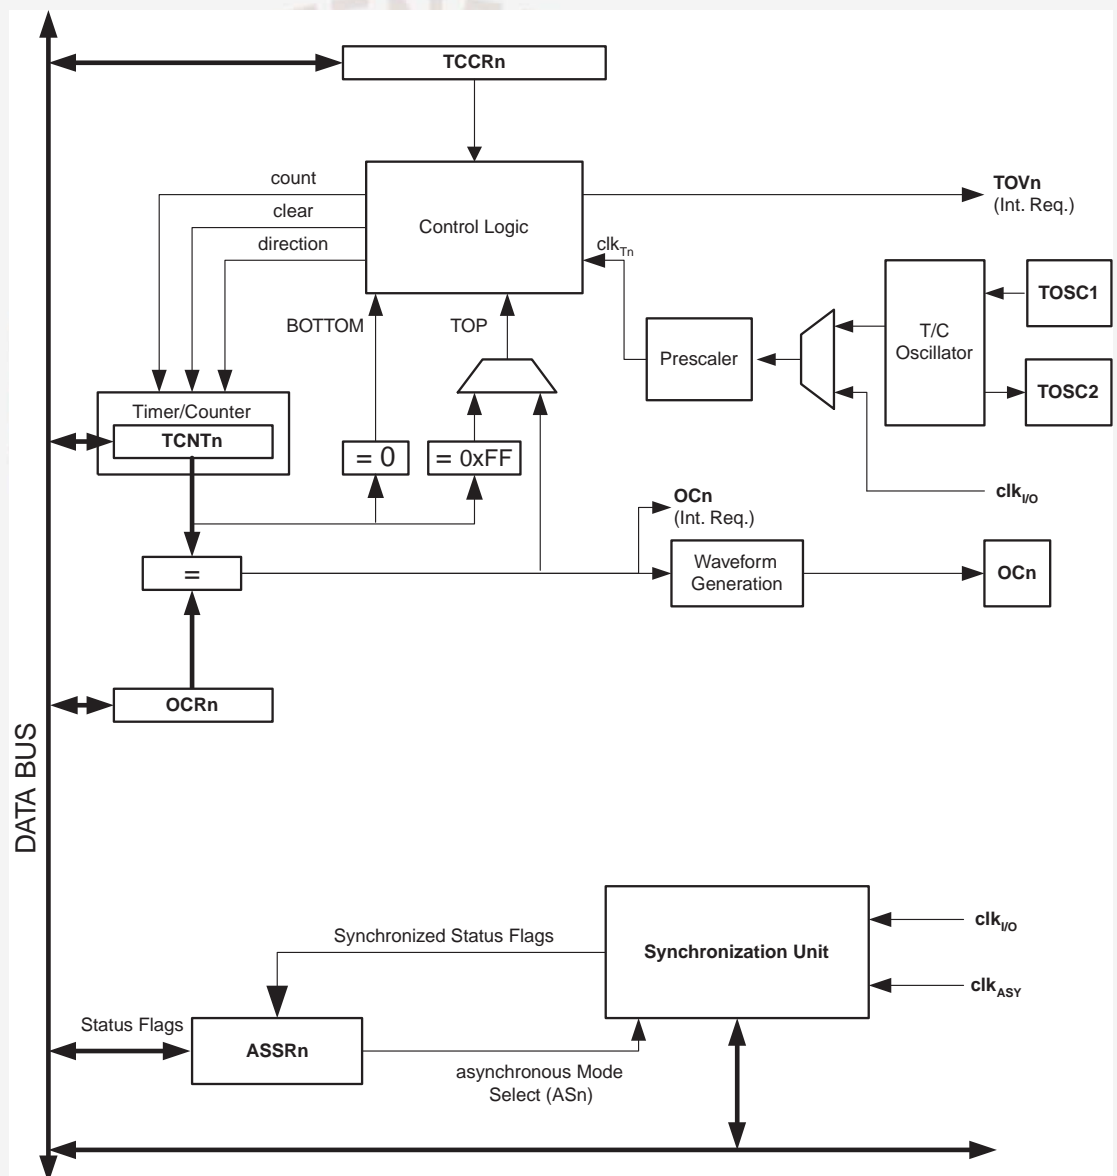 TCCRn
count
clear
direction
Control Logic
TOVn
(Int. Req.)
clkTn
BOTTOM
TOP
Prescaler
T/C
Oscillator
TOSC1
TOSC2
Timer/Counter
TCNTn
= 0
= 0xFF
clkI/O
OCn
(Int. Req.)
=
Waveform
Generation
OCn
OCRn
DATA BUS
Synchronized Status Flags
Synchronization Unit
clkI/O
clkASY
Status Flags
ASSRn
asynchronous Mode
Select (ASn)